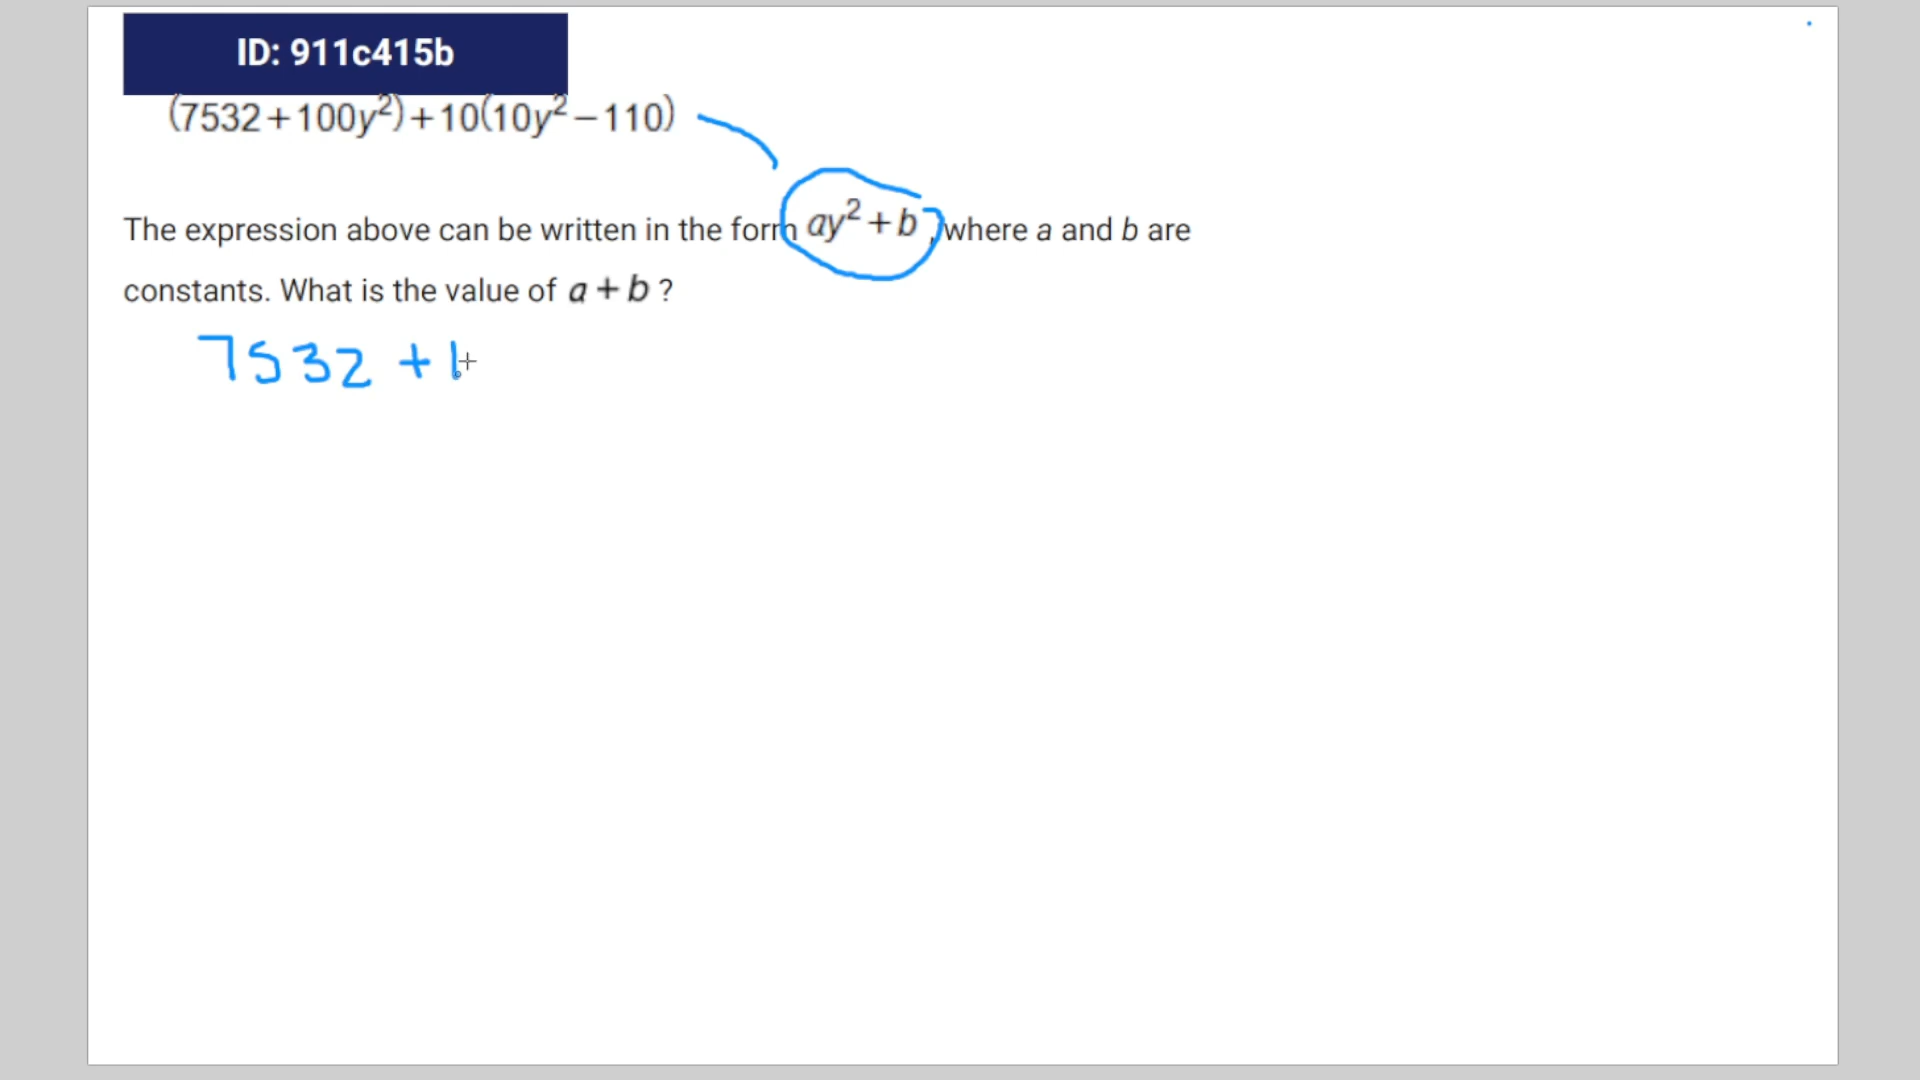 ID: 911c415b
(7532+100y²)+10(10y²−110)
The expression above can be written in the form ay²+b, where a and b are
constants. What is the value of a+b?
7532 + 1